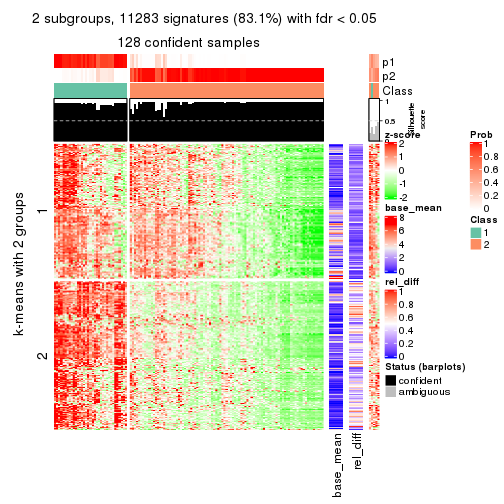 2 subgroups, 11283 signatures (83.1%) with fdr < 0.05
128 confident samples
p1
p2
Class
1
0.5
0
Silhouette
score
k-means with 2 groups
1
2
base_mean
rel_diff
z-score
2
1
0
-1
-2
base_mean
8
6
4
2
0
rel_diff
1
0.8
0.6
0.4
0.2
0
Status (barplots)
confident
ambiguous
Prob
1
0.8
0.6
0.4
0.2
0
Class
1
2